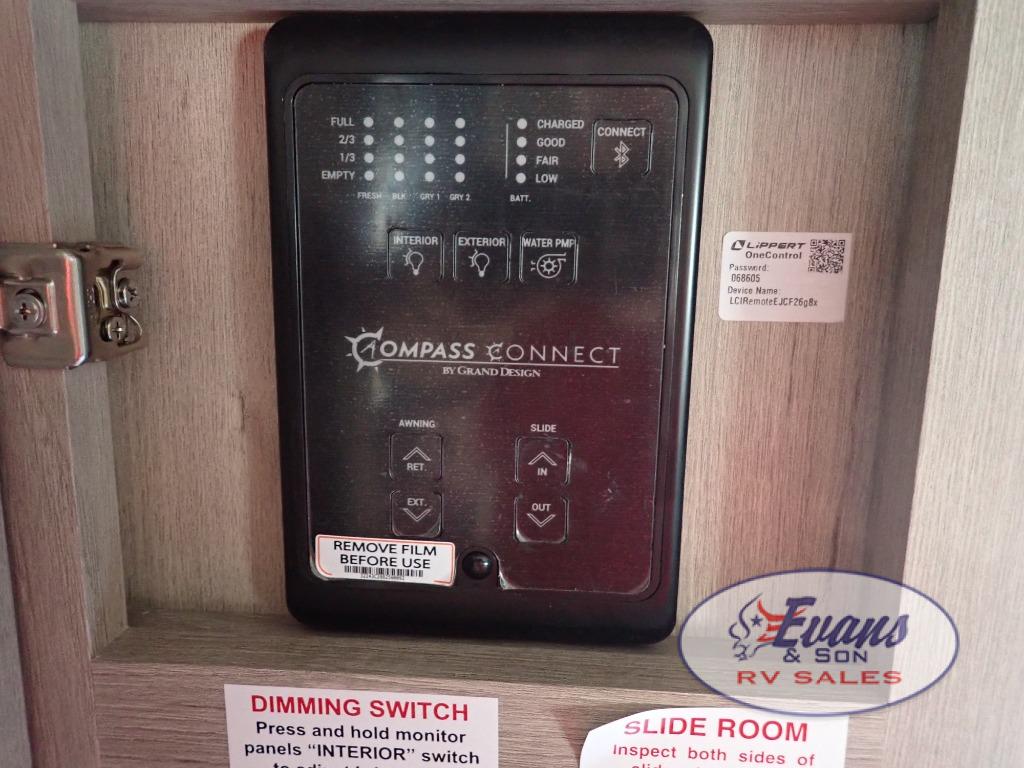 FULL
2/3
1/3
EMPTY
FRESH BLK GRY 1 GRY 2
CHARGED
GOOD
FAIR
LOW
BATT.
CONNECT
INTERIOR EXTERIOR WATER PMP
COMPASS CONNECT
BY GRAND DESIGN
AWNING
RET.
EXT.
SLIDE
IN
OUT
REMOVE FILM
BEFORE USE
LIPPERT
OneControl
Password:
068605
Device Name:
LCIRemoteEJCF26g8x
Evans
& SON
RV SALES
DIMMING SWITCH
Press and hold monitor
panels "INTERIOR" switch
SLIDE ROOM
Inspect both sides of